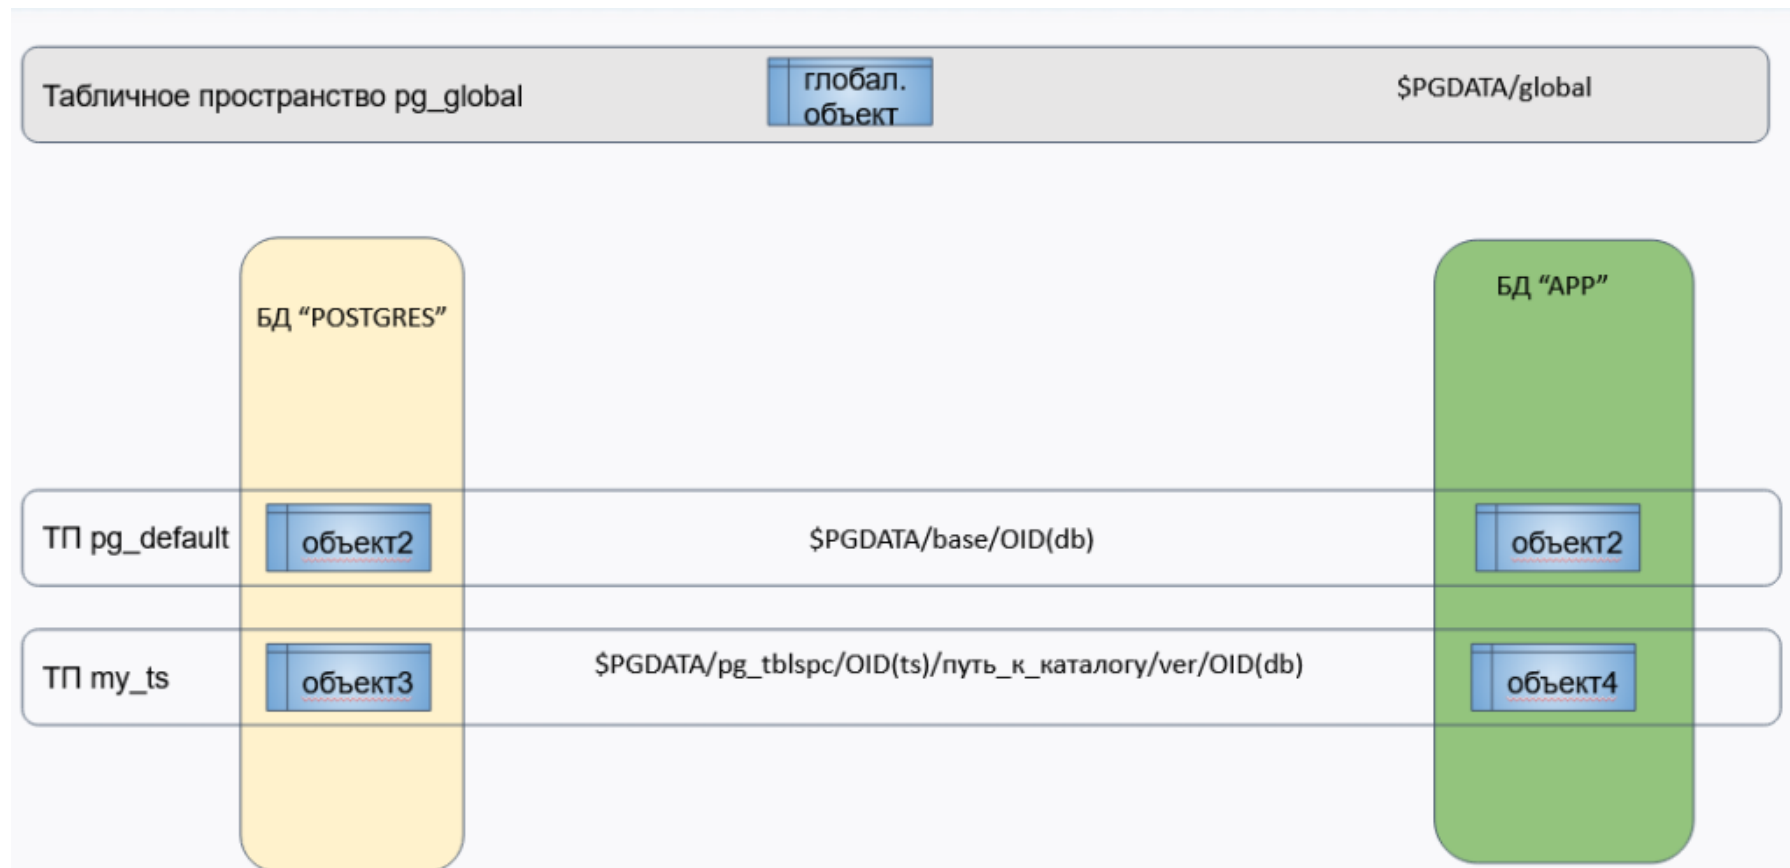 Табличное пространство pg_global
глобал.
объект
$PGDATA/global
БД “POSTGRES”
БД “APP”
ТП pg_default
объект2
$PGDATA/base/OID(db)
объект2
ТП my_ts
объект3
$PGDATA/pg_tblspc/OID(ts)/путь_к_каталогу/ver/OID(db)
объект4